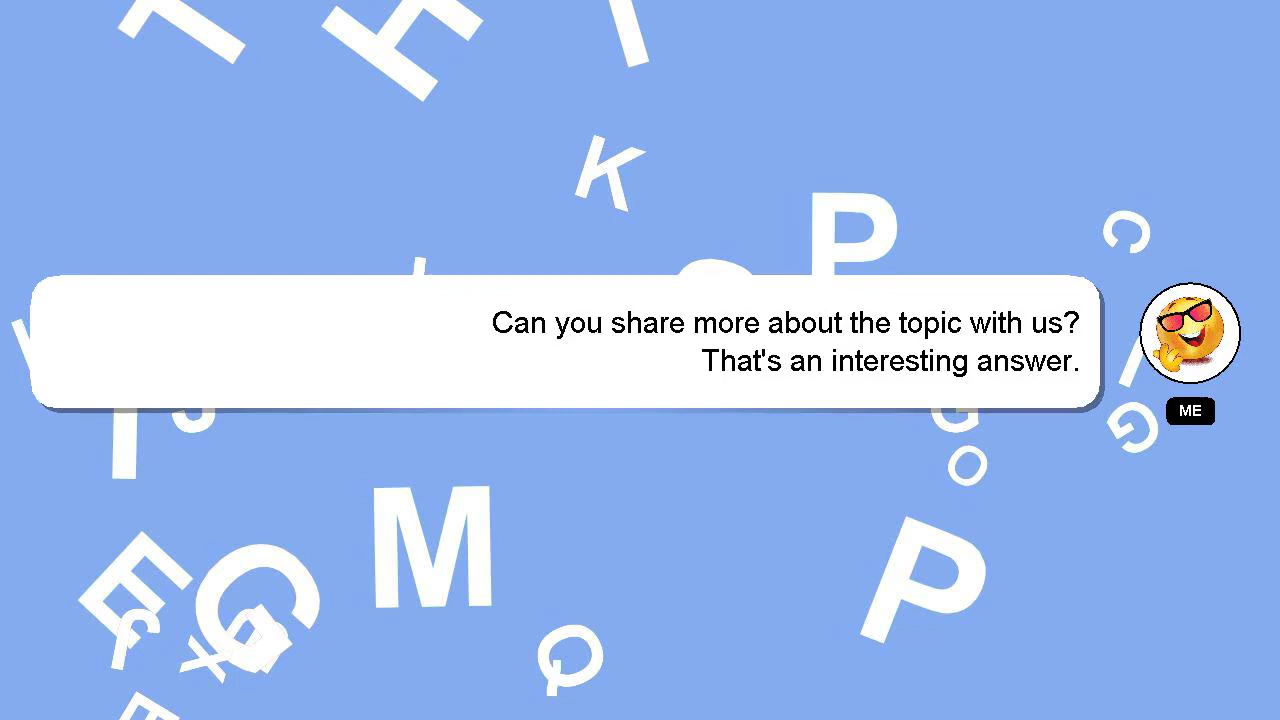 T
H
I
K
P
C
Can you share more about the topic with us?
That's an interesting answer.
ME
G
G
O
M
P
E
G
J
X
Q
E